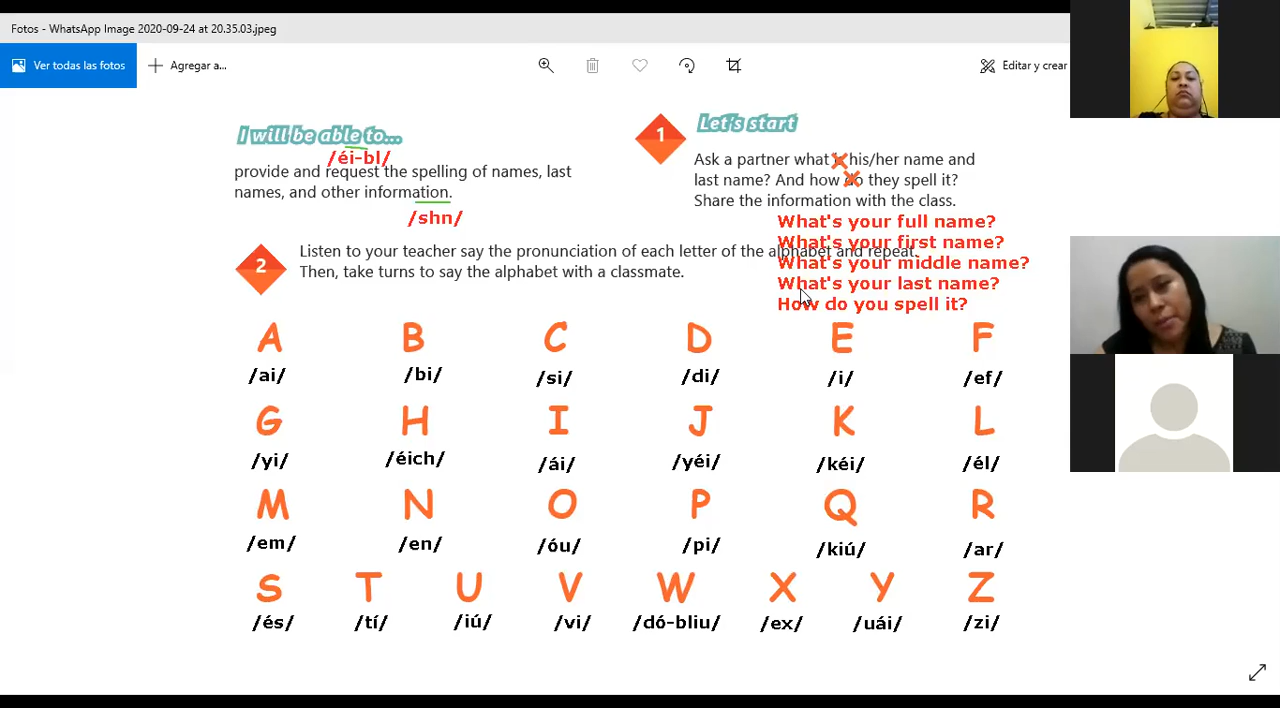 Fotos - WhatsApp Image 2020-09-24 at 20.35.03.jpeg
Ver todas las fotos
Agregar a...
Editar y crear
I will be able to...
/éi-bl/
provide and request the spelling of names, last
names, and other information.
/shn/
1
Let's start
Ask a partner what is his/her name and
last name? And how do they spell it?
Share the information with the class.
What's your full name?
What's your first name?
What's your middle name?
What's your last name?
How do you spell it?
2
Listen to your teacher say the pronunciation of each letter of the alphabet and repeat.
Then, take turns to say the alphabet with a classmate.
A B C D E F
/ai/ /bi/ /si/ /di/ /i/ /ef/
G H I J K L
/yi/ /éich/ /ái/ /yéi/ /kéi/ /él/
M N O P Q R
/em/ /en/ /óu/ /pi/ /kiú/ /ar/
S T U V W X Y Z
/és/ /tí/ /iú/ /vi/ /dó-bliu/ /ex/ /uái/ /zi/